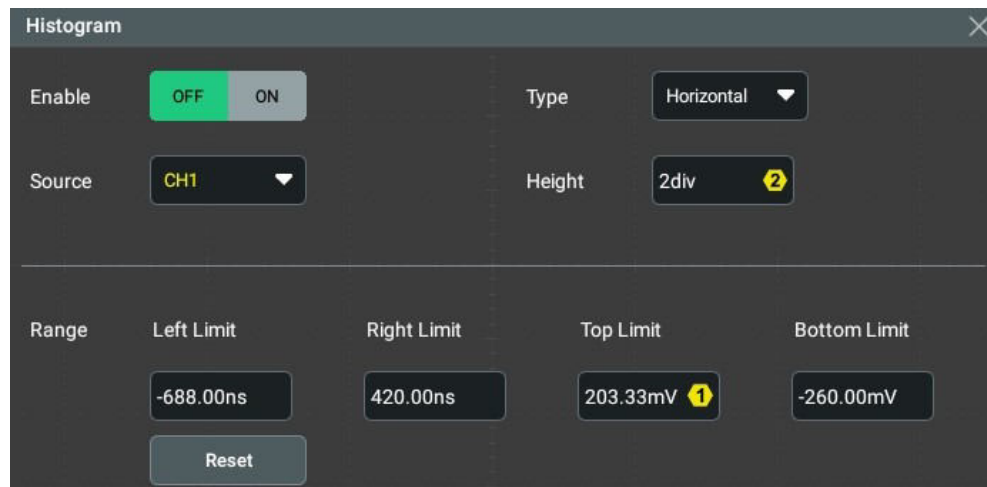 Histogram
Enable OFF ON Type Horizontal
Source CH1 Height 2div 2
Range Left Limit Right Limit Top Limit Bottom Limit
-688.00ns 420.00ns 203.33mV 1 -260.00mV
Reset